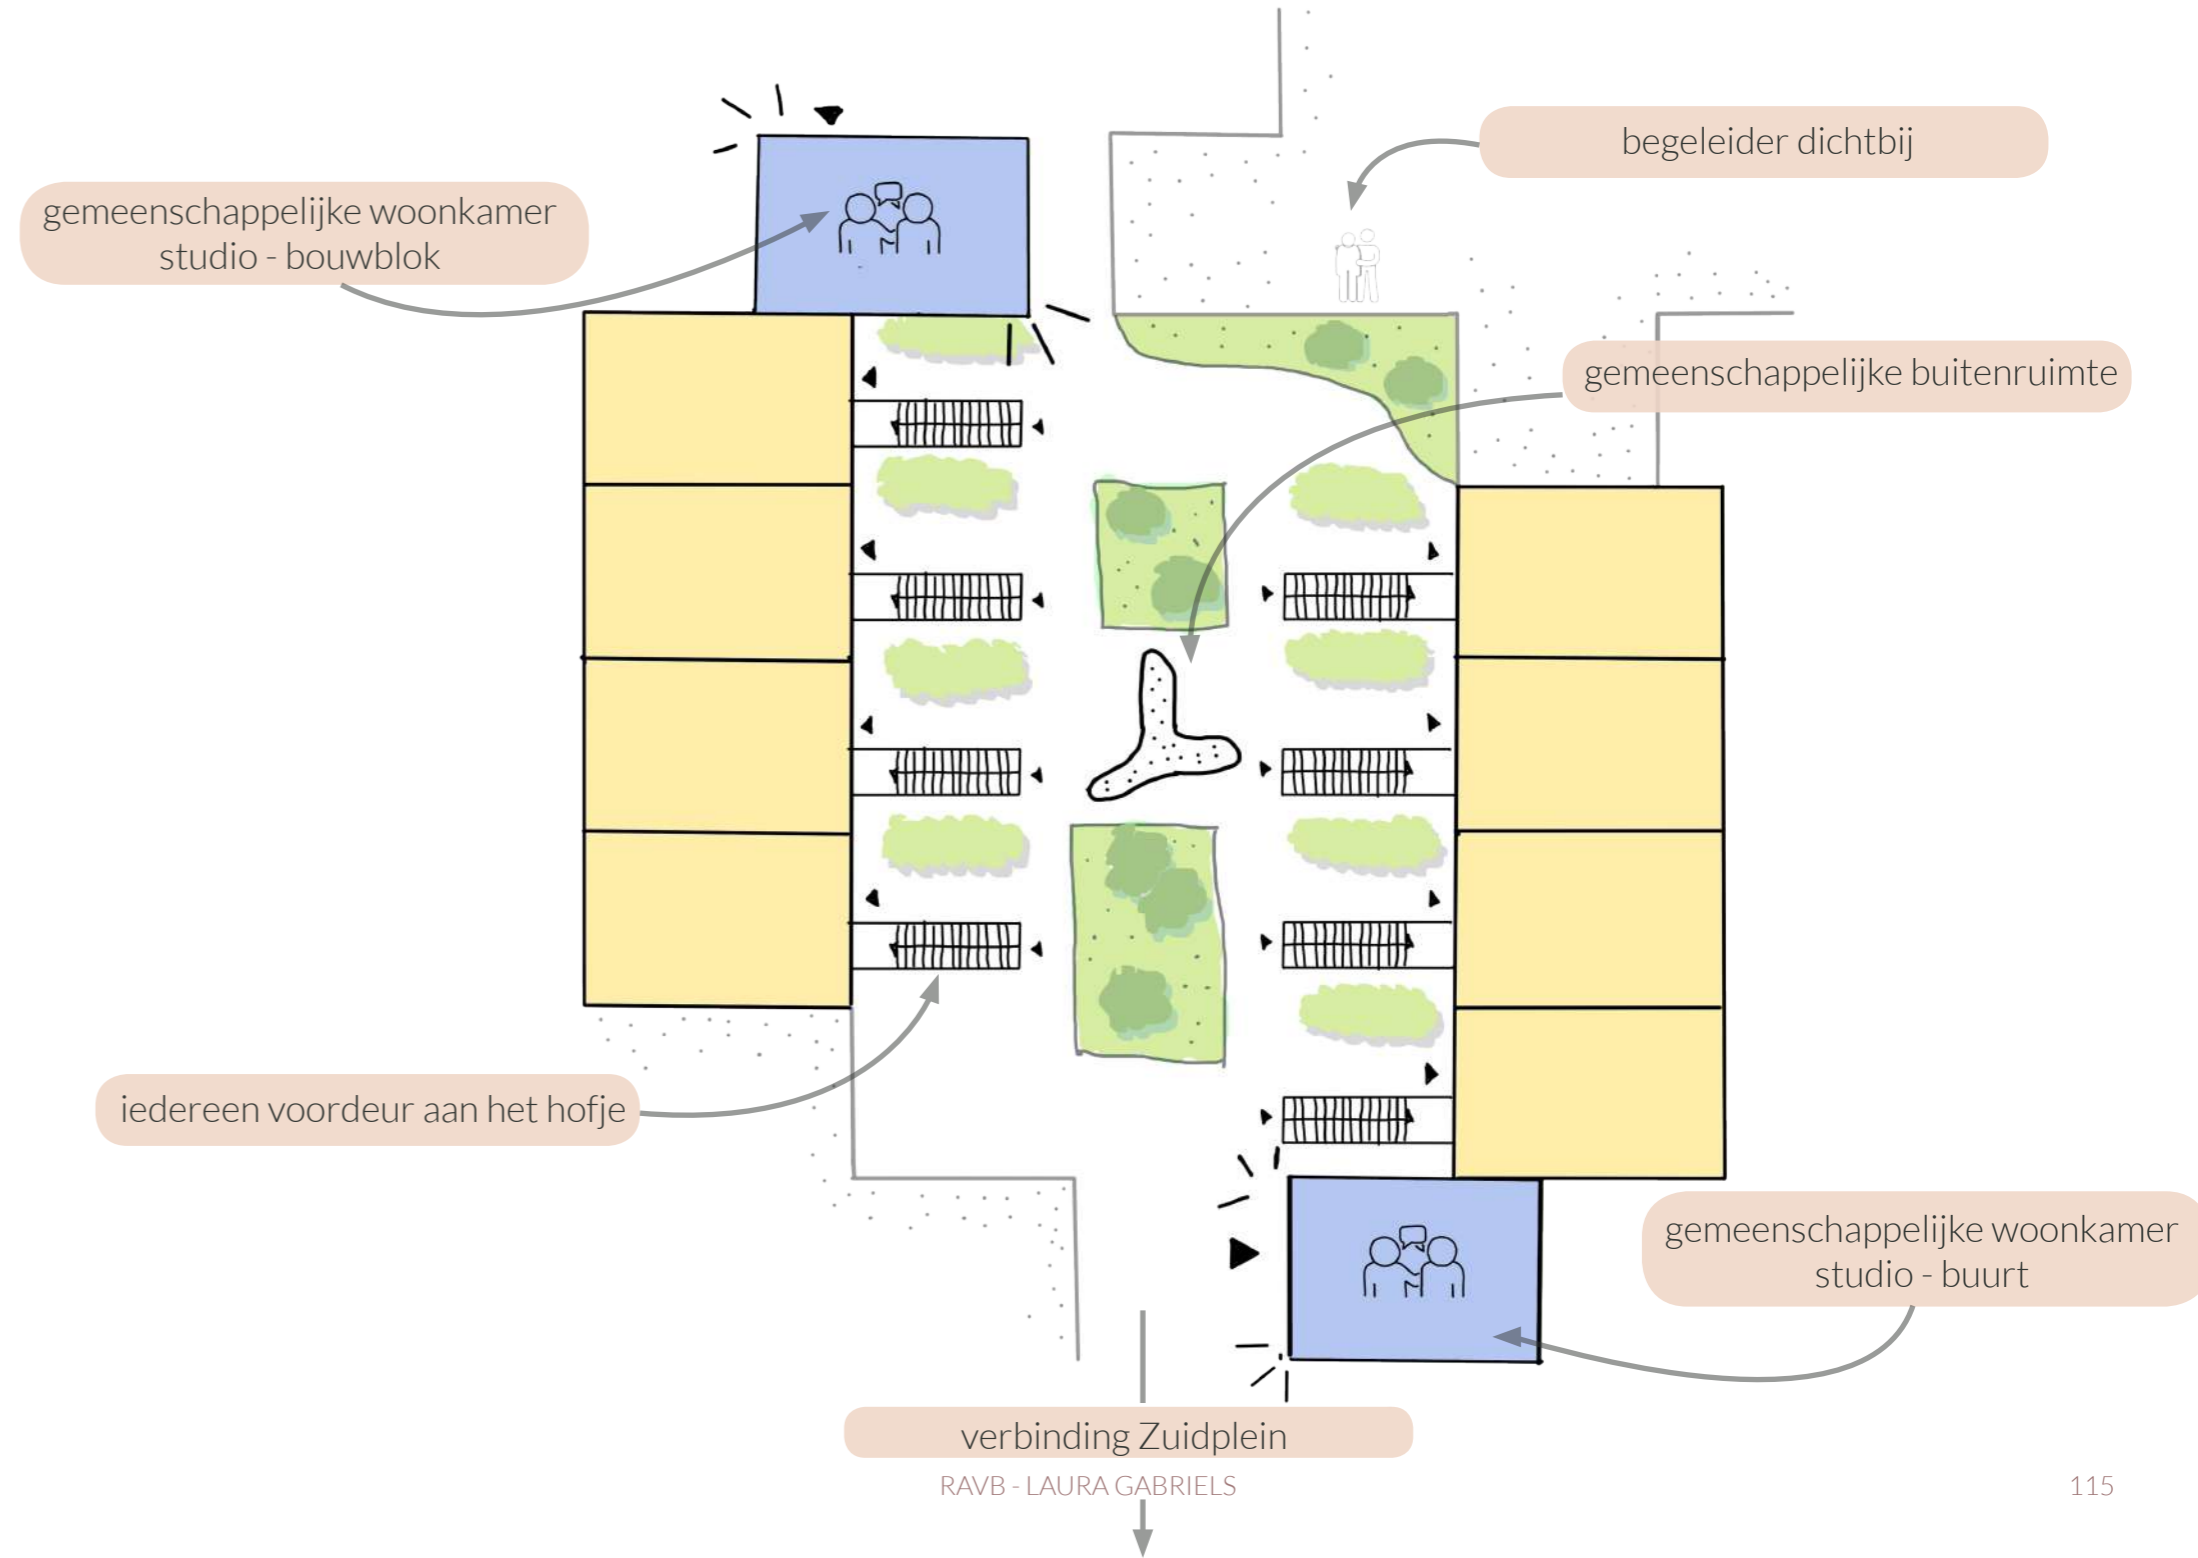 begeleider dichtbij
gemeenschappelijke woonkamer
studio - bouwblok
gemeenschappelijke buitenruimte
iedereen voordeur aan het hofje
gemeenschappelijke woonkamer
studio - buurt
verbinding Zuidplein
RAVB - LAURA GABRIELS
115